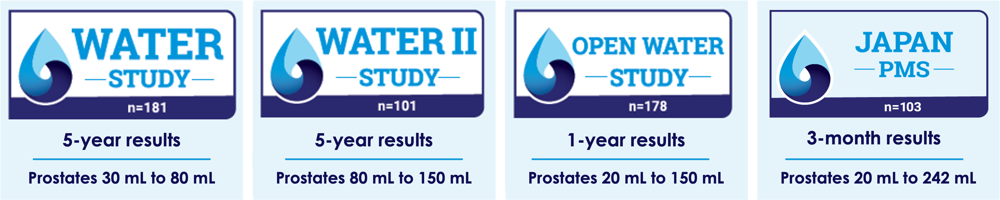 WATER
STUDY
n=181
5-year results
Prostates 30 mL to 80 mL
WATER II
STUDY
n=101
5-year results
Prostates 80 mL to 150 mL
OPEN WATER
STUDY
n=178
1-year results
Prostates 20 mL to 150 mL
JAPAN
PMS
n=103
3-month results
Prostates 20 mL to 242 mL